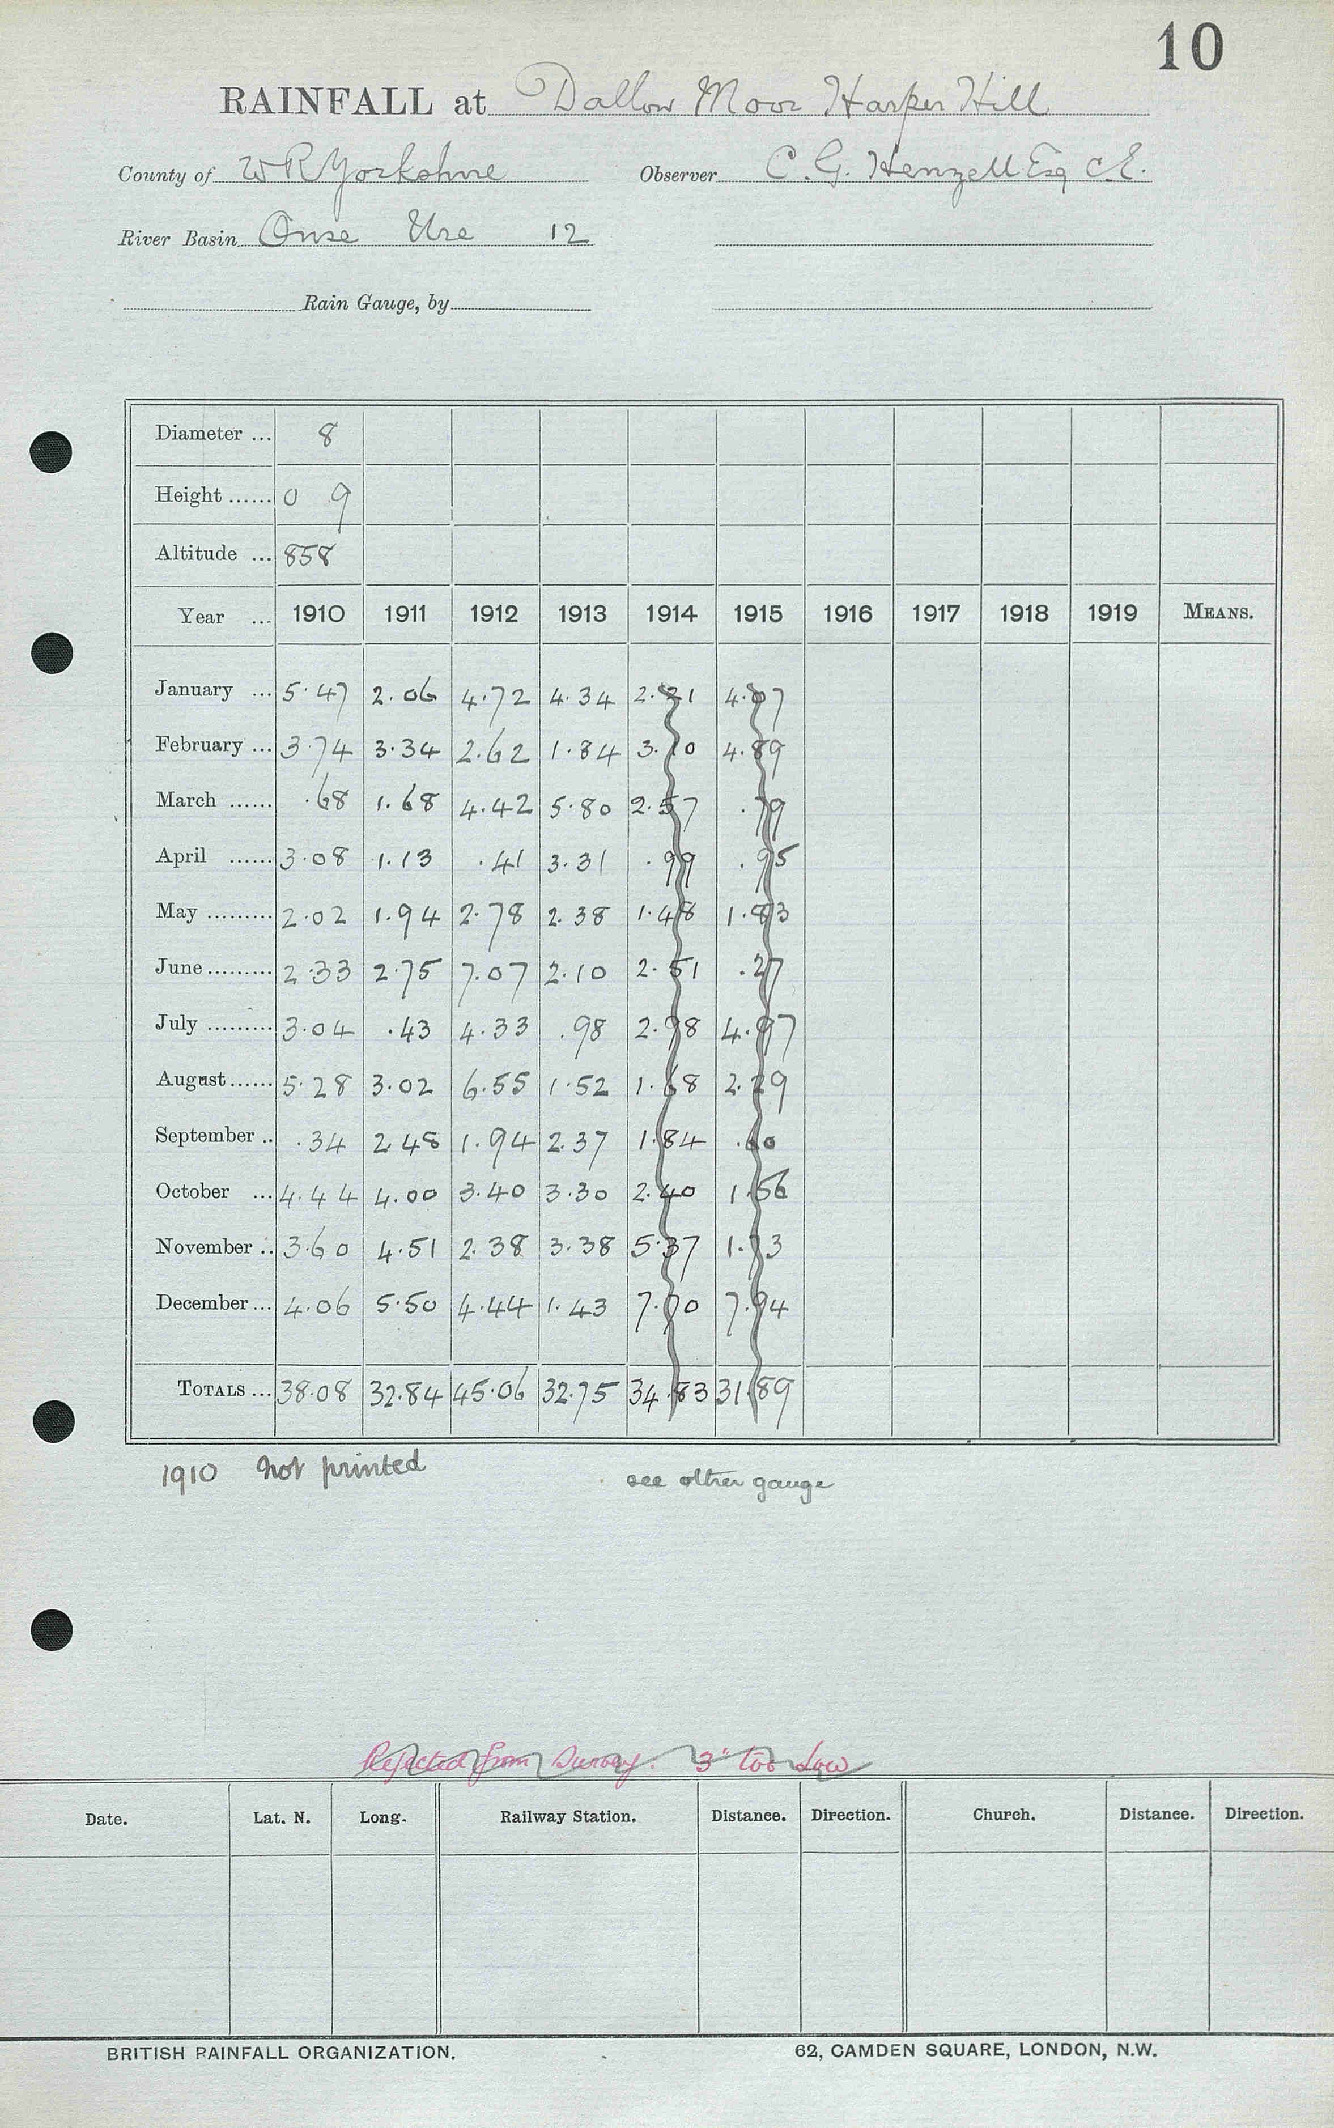 10
RAINFALL at Dallow Moor Harper Hill
County of W R Yorkshire Observer C. G. Henzell Esq C.E.
River Basin Ouse Ure 12
Rain Gauge, by
Diameter ... 8
Height ...... 0 9
Altitude ... 858
Year ... 1910 1911 1912 1913 1914 1915 1916 1917 1918 1919 MEANS.
January ... 5.47 2.06 4.72 4.34 2.21 4.07
February ... 3.74 3.34 2.62 1.84 3.10 4.89
March ...... .68 1.68 4.42 5.80 2.57 .79
April ...... 3.08 1.13 .41 3.31 .99 .95
May ......... 2.02 1.94 2.78 2.38 1.48 1.83
June ......... 2.33 2.75 7.07 2.10 2.51 .27
July ......... 3.04 .43 4.33 .98 2.98 4.97
August ...... 5.28 3.02 6.55 1.52 1.68 2.29
September .. .34 2.48 1.94 2.37 1.84 .60
October ... 4.44 4.00 3.40 3.30 2.40 1.56
November .. 3.60 4.51 2.38 3.38 5.37 1.73
December ... 4.06 5.50 4.44 1.43 7.70 7.94
TOTALS ... 38.08 32.84 45.06 32.75 34.83 31.89
1910 not printed see other gauge
Rejected from Survey. 3" too Low
Date. Lat. N. Long. Railway Station. Distance. Direction. Church. Distance. Direction.
BRITISH RAINFALL ORGANIZATION. 62, CAMDEN SQUARE, LONDON, N.W.